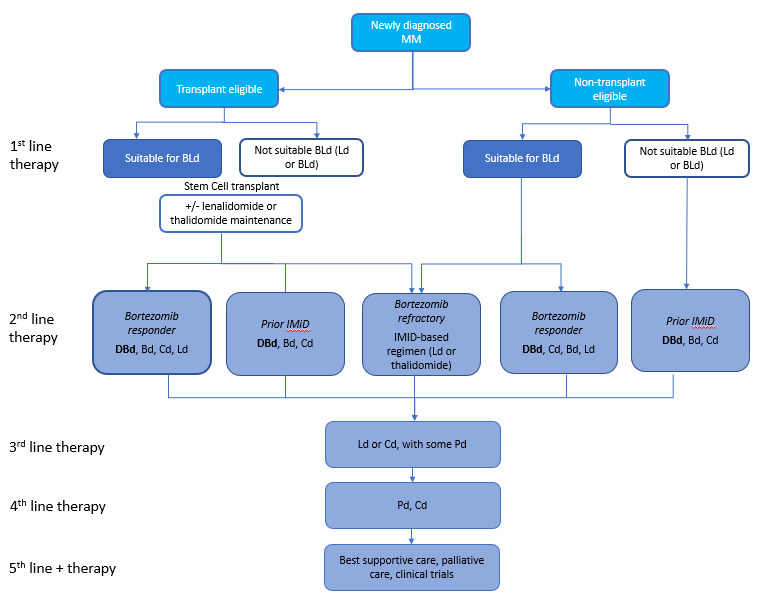 Newly diagnosed
MM
Transplant eligible
Non-transplant
eligible
1st line
therapy
Suitable for BLd
Not suitable BLd (Ld
or BLd)
Suitable for BLd
Not suitable BLd (Ld
or BLd)
Stem Cell transplant
+/- lenalidomide or
thalidomide maintenance
2nd line
therapy
Bortezomib
responder
DBd, Bd, Cd, Ld
Prior IMiD
DBd, Bd, Cd
Bortezomib
refractory
IMID-based
regimen (Ld or
thalidomide)
Bortezomib
responder
DBd, Cd, Bd, Ld
Prior IMiD
DBd, Bd, Cd
3rd line therapy
Ld or Cd, with some Pd
4th line therapy
Pd, Cd
5th line + therapy
Best supportive care, palliative
care, clinical trials